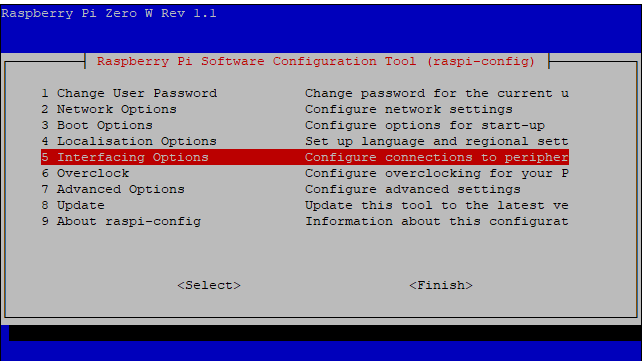 Raspberry Pi Zero W Rev 1.1
Raspberry Pi Software Configuration Tool (raspi-config)
1 Change User Password Change password for the current u
2 Network Options Configure network settings
3 Boot Options Configure options for start-up
4 Localisation Options Set up language and regional sett
5 Interfacing Options Configure connections to peripher
6 Overclock Configure overclocking for your P
7 Advanced Options Configure advanced settings
8 Update Update this tool to the latest ve
9 About raspi-config Information about this configurat
<Select> <Finish>